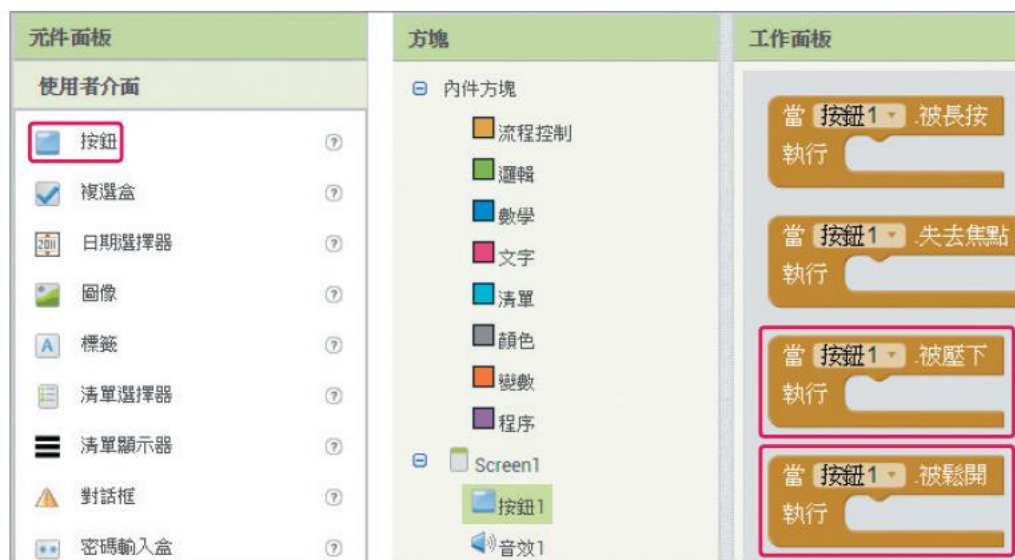 元件面板
使用者介面
按鈕
複選盒
日期選擇器
圖像
標籤
清單選擇器
清單顯示器
對話框
密碼輸入盒
方塊
內件方塊
流程控制
邏輯
數學
文字
清單
顏色
變數
程序
Screen1
按鈕1
音效1
工作面板
當 按鈕1 .被長按
執行
當 按鈕1 .失去焦點
執行
當 按鈕1 .被壓下
執行
當 按鈕1 .被鬆開
執行